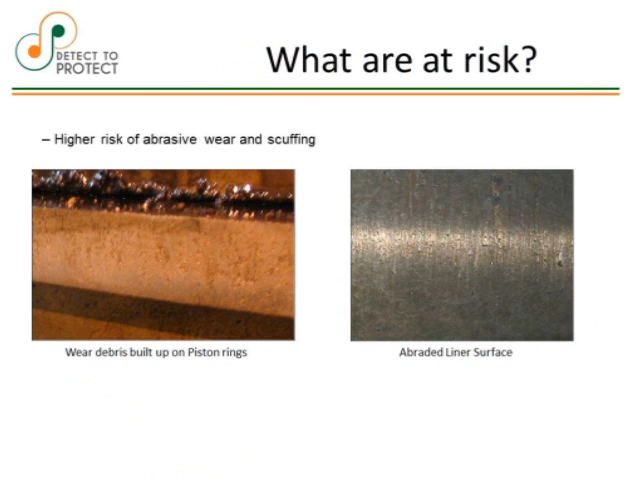 DETECT TO
PROTECT
What are at risk?
– Higher risk of abrasive wear and scuffing
Wear debris built up on Piston rings
Abraded Liner Surface